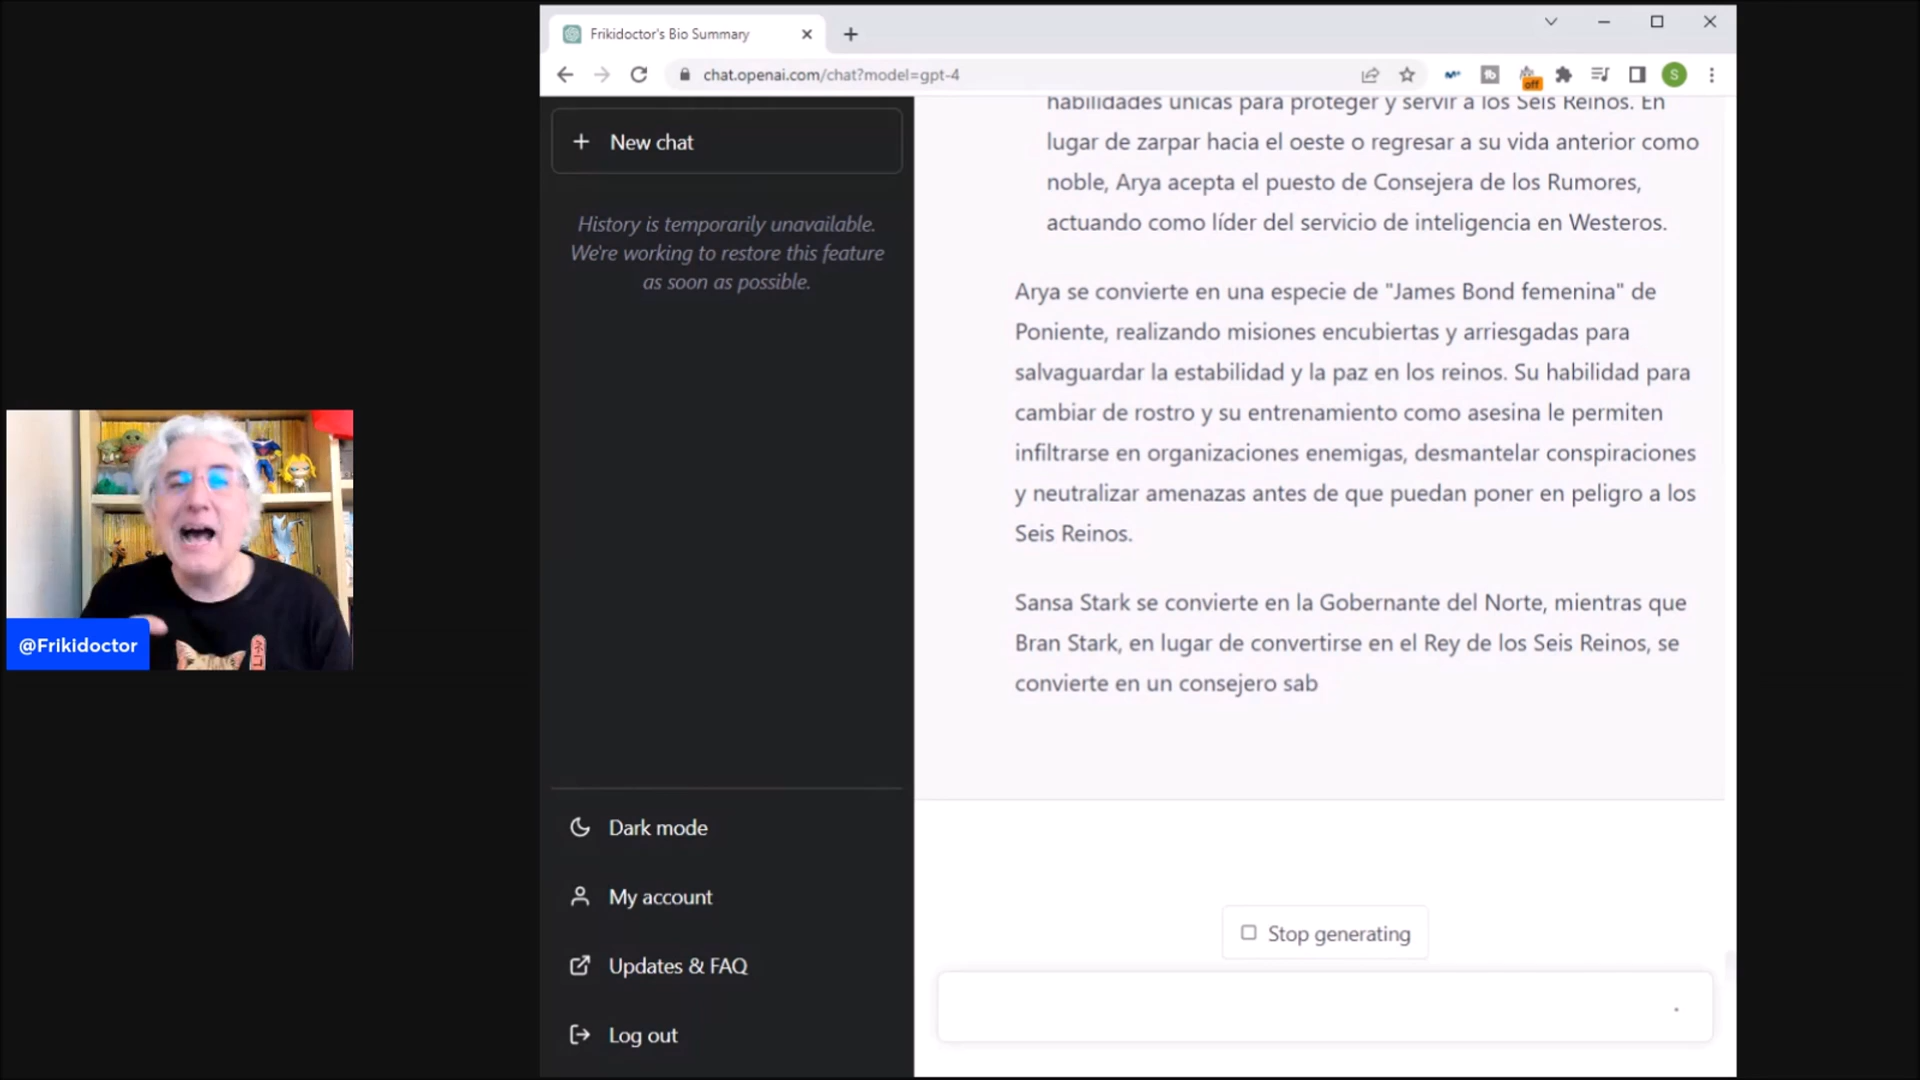 Frikidoctor's Bio Summary
chat.openai.com/chat?model=gpt-4
off
S
New chat
History is temporarily unavailable.
We're working to restore this feature
as soon as possible.
Dark mode
My account
Updates & FAQ
Log out
habilidades únicas para proteger y servir a los Seis Reinos. En
lugar de zarpar hacia el oeste o regresar a su vida anterior como
noble, Arya acepta el puesto de Consejera de los Rumores,
actuando como líder del servicio de inteligencia en Westeros.
Arya se convierte en una especie de "James Bond femenina" de
Poniente, realizando misiones encubiertas y arriesgadas para
salvaguardar la estabilidad y la paz en los reinos. Su habilidad para
cambiar de rostro y su entrenamiento como asesina le permiten
infiltrarse en organizaciones enemigas, desmantelar conspiraciones
y neutralizar amenazas antes de que puedan poner en peligro a los
Seis Reinos.
Sansa Stark se convierte en la Gobernante del Norte, mientras que
Bran Stark, en lugar de convertirse en el Rey de los Seis Reinos, se
convierte en un consejero sab
Stop generating
@Frikidoctor